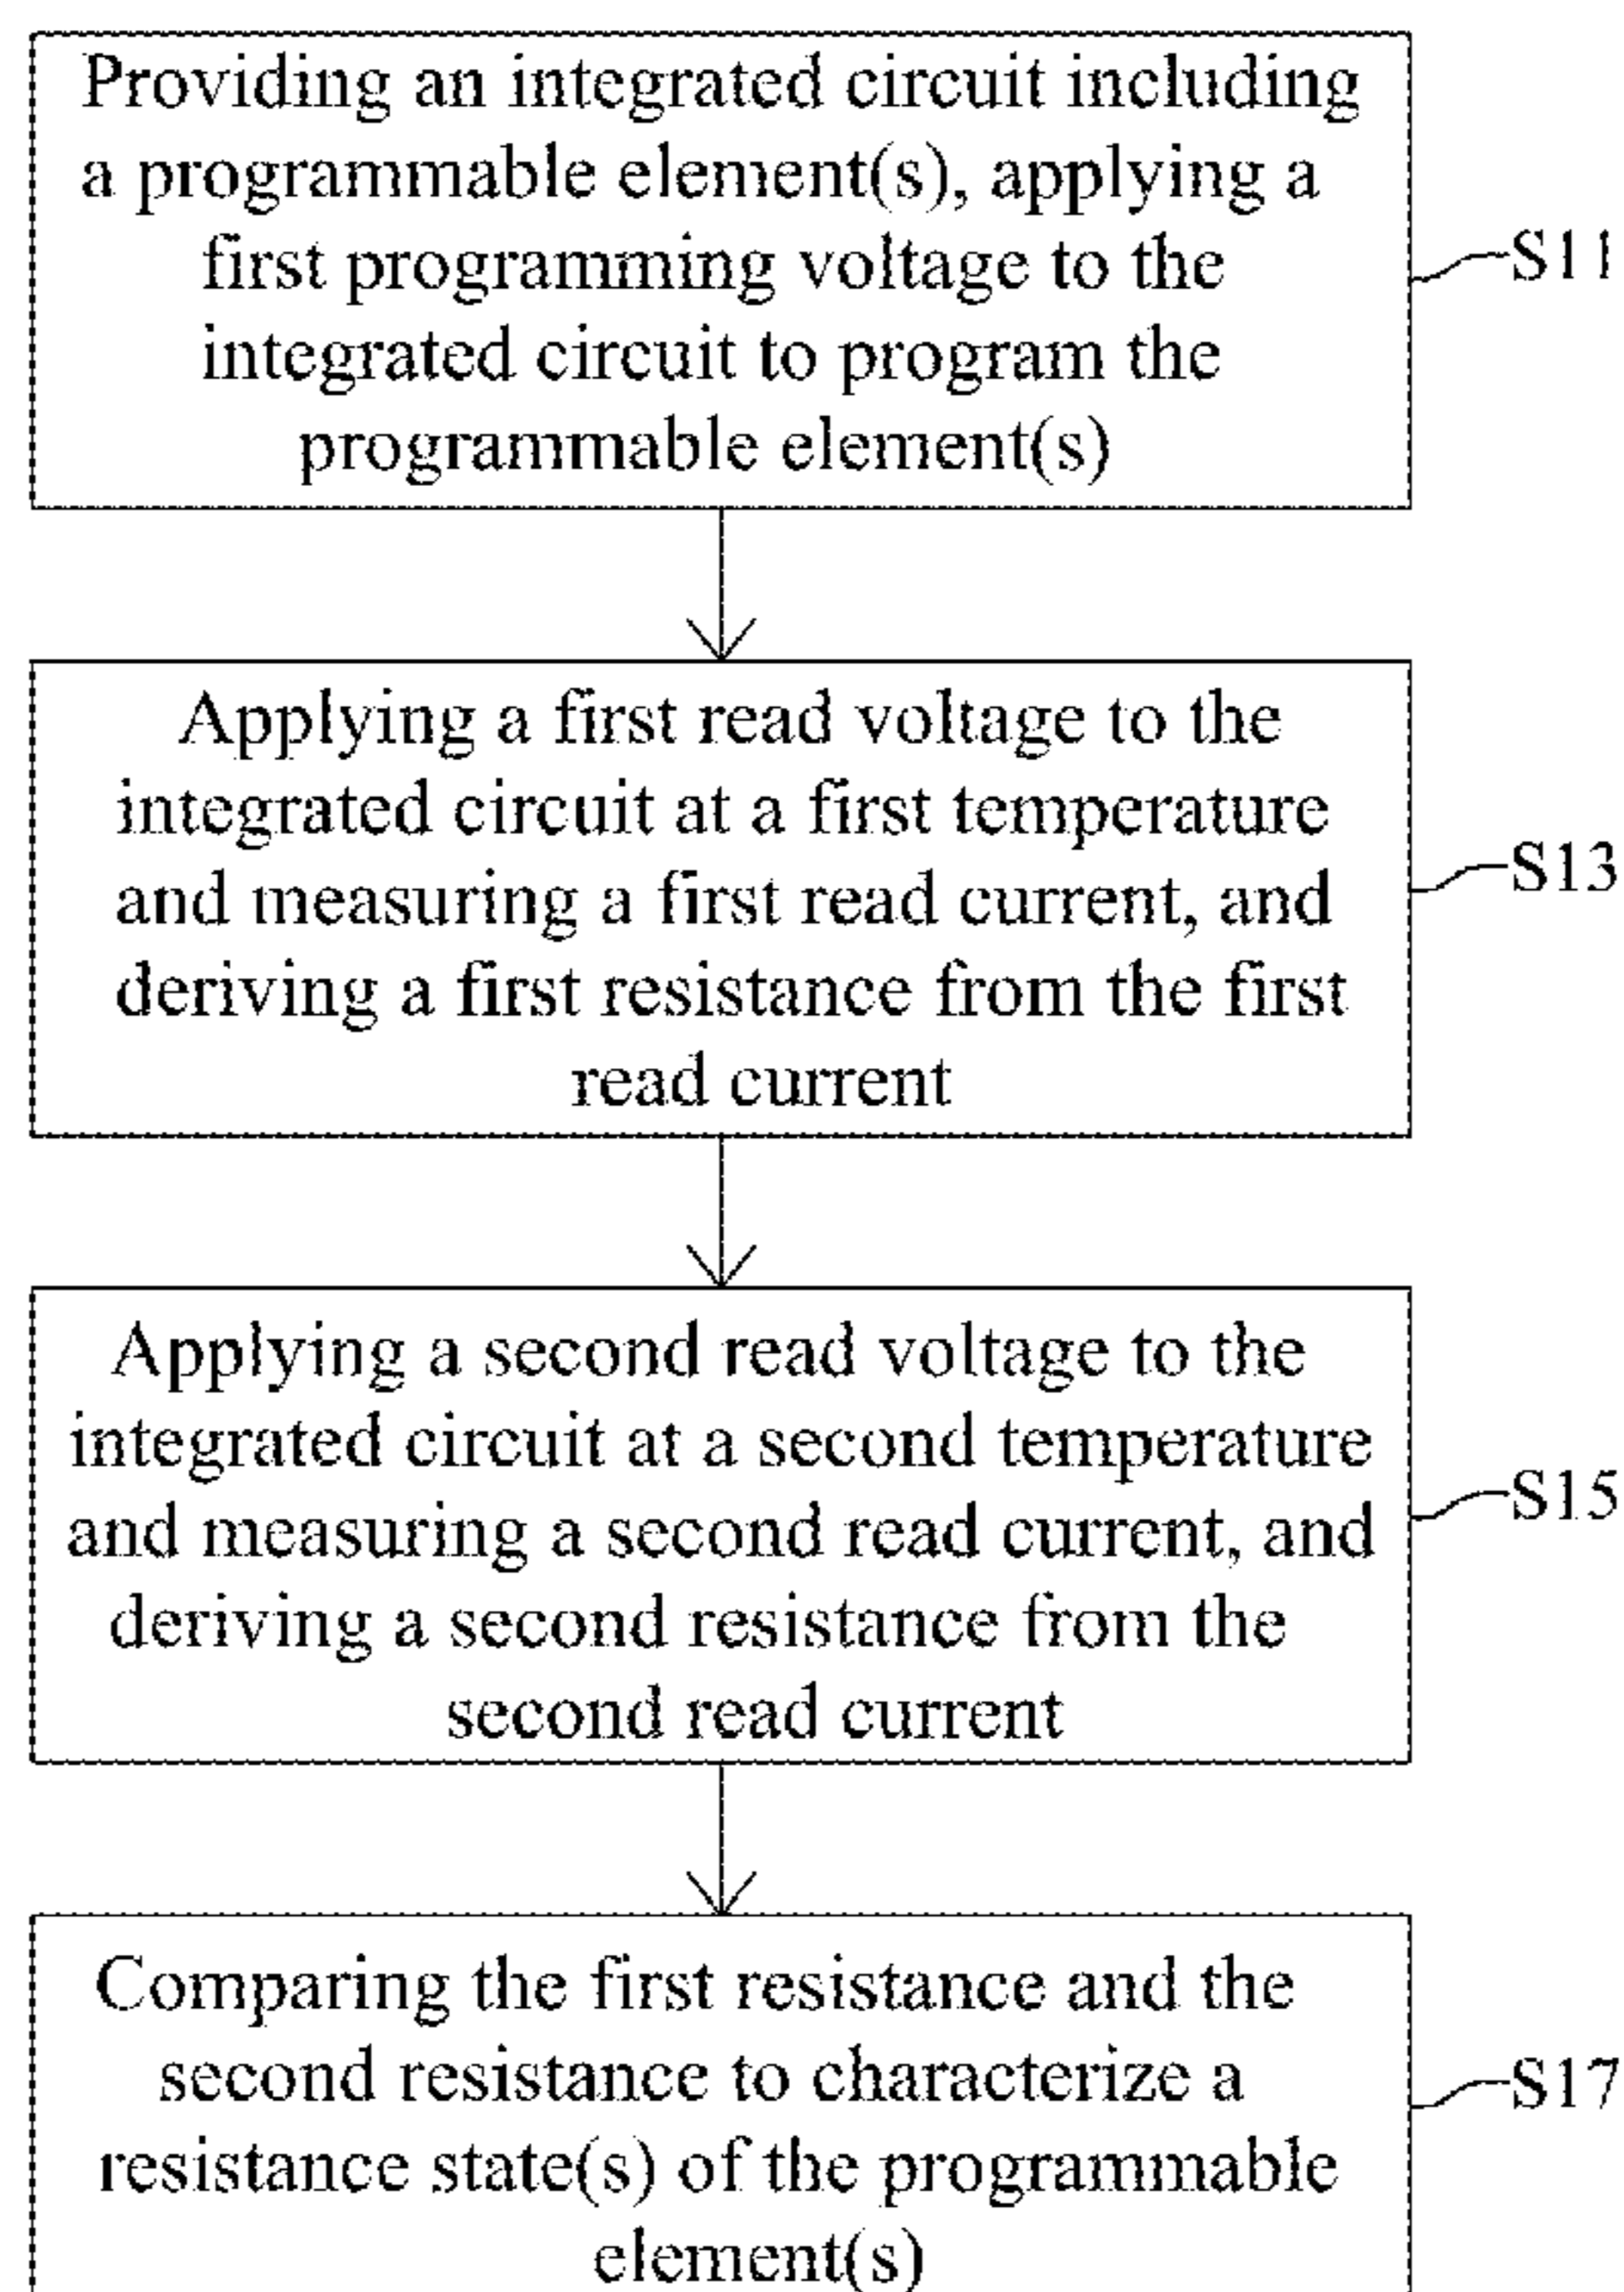 Providing an integrated circuit including
a programmable element(s), applying a
first programming voltage to the
integrated circuit to program the
programmable element(s)
S11
Applying a first read voltage to the
integrated circuit at a first temperature
and measuring a first read current, and
deriving a first resistance from the first
read current
S13
Applying a second read voltage to the
integrated circuit at a second temperature
and measuring a second read current, and
deriving a second resistance from the
second read current
S15
Comparing the first resistance and the
second resistance to characterize a
resistance state(s) of the programmable
element(s)
S17